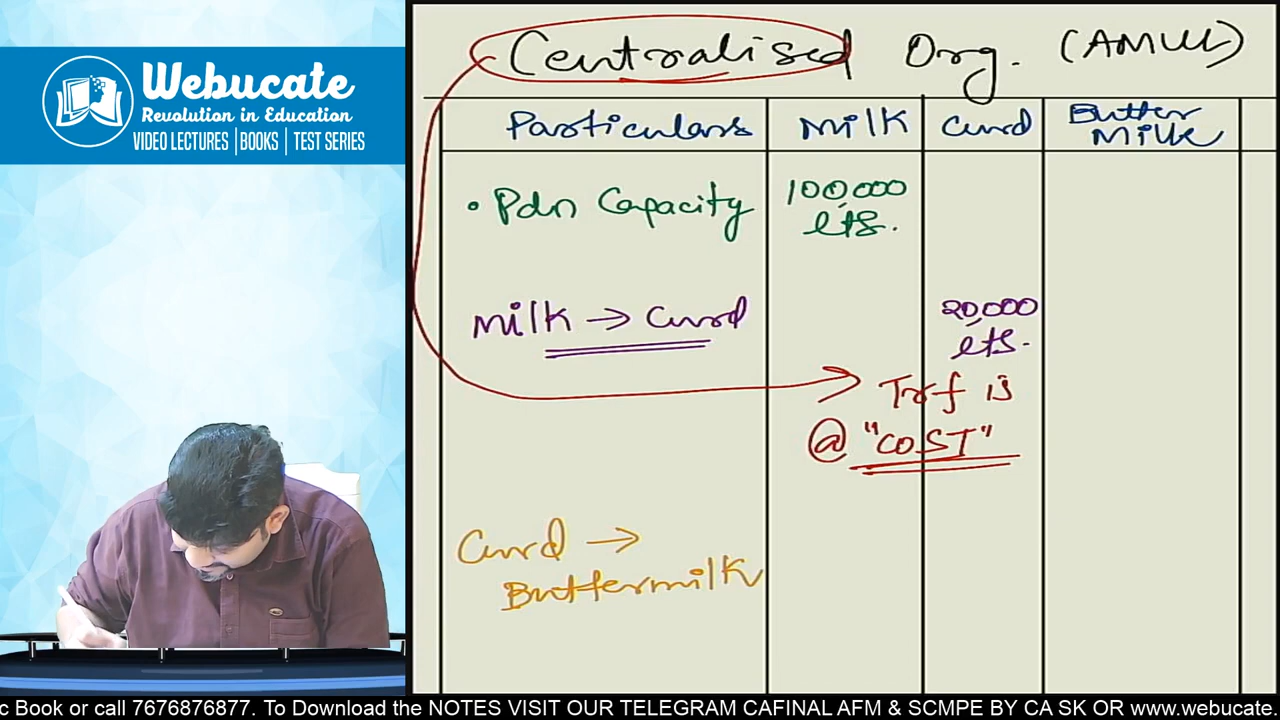 Webucate
Revolution in Education
VIDEO LECTURES | BOOKS | TEST SERIES
Centralised Org. (AMUL)
Particulars Milk Curd Butter Milk
• Pdn Capacity 100,000 lts.
Milk → Curd 20,000 lts.
Trf is
@ "COST"
Curd →
Buttermilk
c Book or call 7676876877. To Download the NOTES VISIT OUR TELEGRAM CAFINAL AFM & SCMPE BY CA SK OR www.webucate.